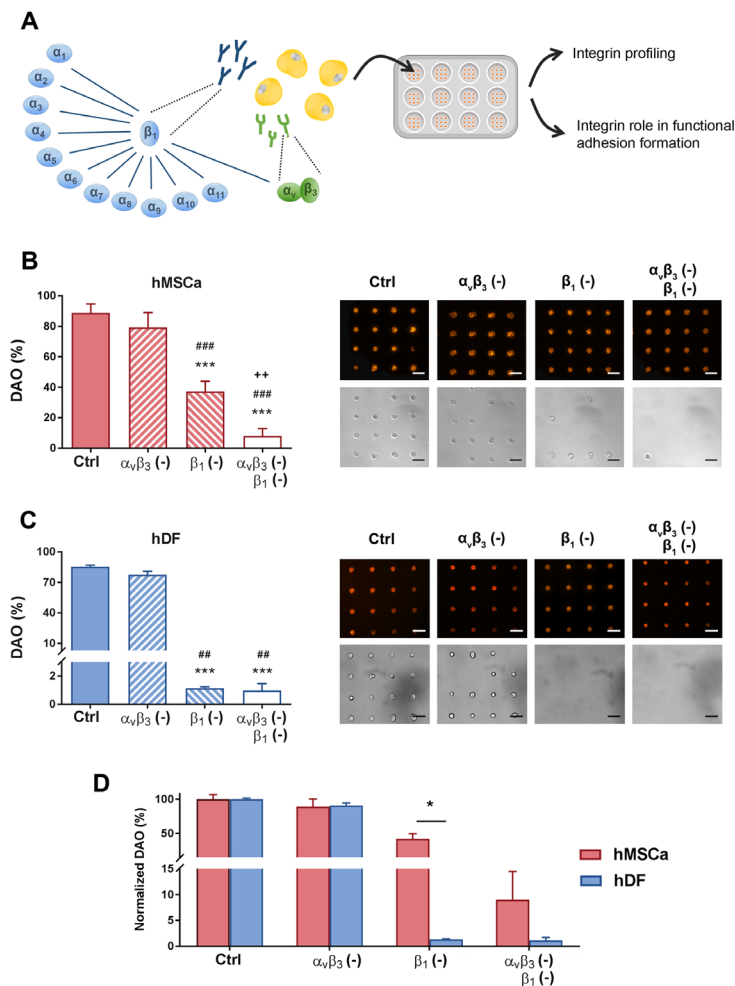 A
α1
α2
α3
α4
α5
α6
α7
α8
α9
α10
α11
β1
αv β3
Integrin profiling
Integrin role in functional
adhesion formation
B
hMSCa
DAO (%)
100
80
60
40
20
0
###
***
++
###
***
Ctrl
αvβ3 (-)
β1 (-)
αvβ3 (-)
β1 (-)
Ctrl
αvβ3 (-)
β1 (-)
αvβ3 (-)
β1 (-)
C
hDF
DAO (%)
100
70
40
10
2
1
0
##
***
##
***
Ctrl
αvβ3 (-)
β1 (-)
αvβ3 (-)
β1 (-)
Ctrl
αvβ3 (-)
β1 (-)
αvβ3 (-)
β1 (-)
D
Normalized DAO (%)
100
50
15
10
5
0
*
hMSCa
hDF
Ctrl
αvβ3 (-)
β1 (-)
αvβ3 (-)
β1 (-)